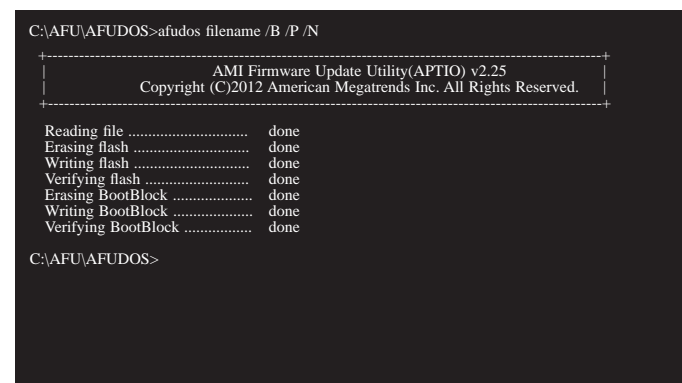 C:\AFU\AFUDOS>afudos filename /B /P /N
+---------------------------------------------------------------------------------------+
| AMI Firmware Update Utility(APTIO) v2.25 |
| Copyright (C)2012 American Megatrends Inc. All Rights Reserved. |
+---------------------------------------------------------------------------------------+
Reading file ............................. done
Erasing flash ............................ done
Writing flash ............................ done
Verifying flash ......................... done
Erasing BootBlock ................... done
Writing BootBlock ................... done
Verifying BootBlock ................. done
C:\AFU\AFUDOS>